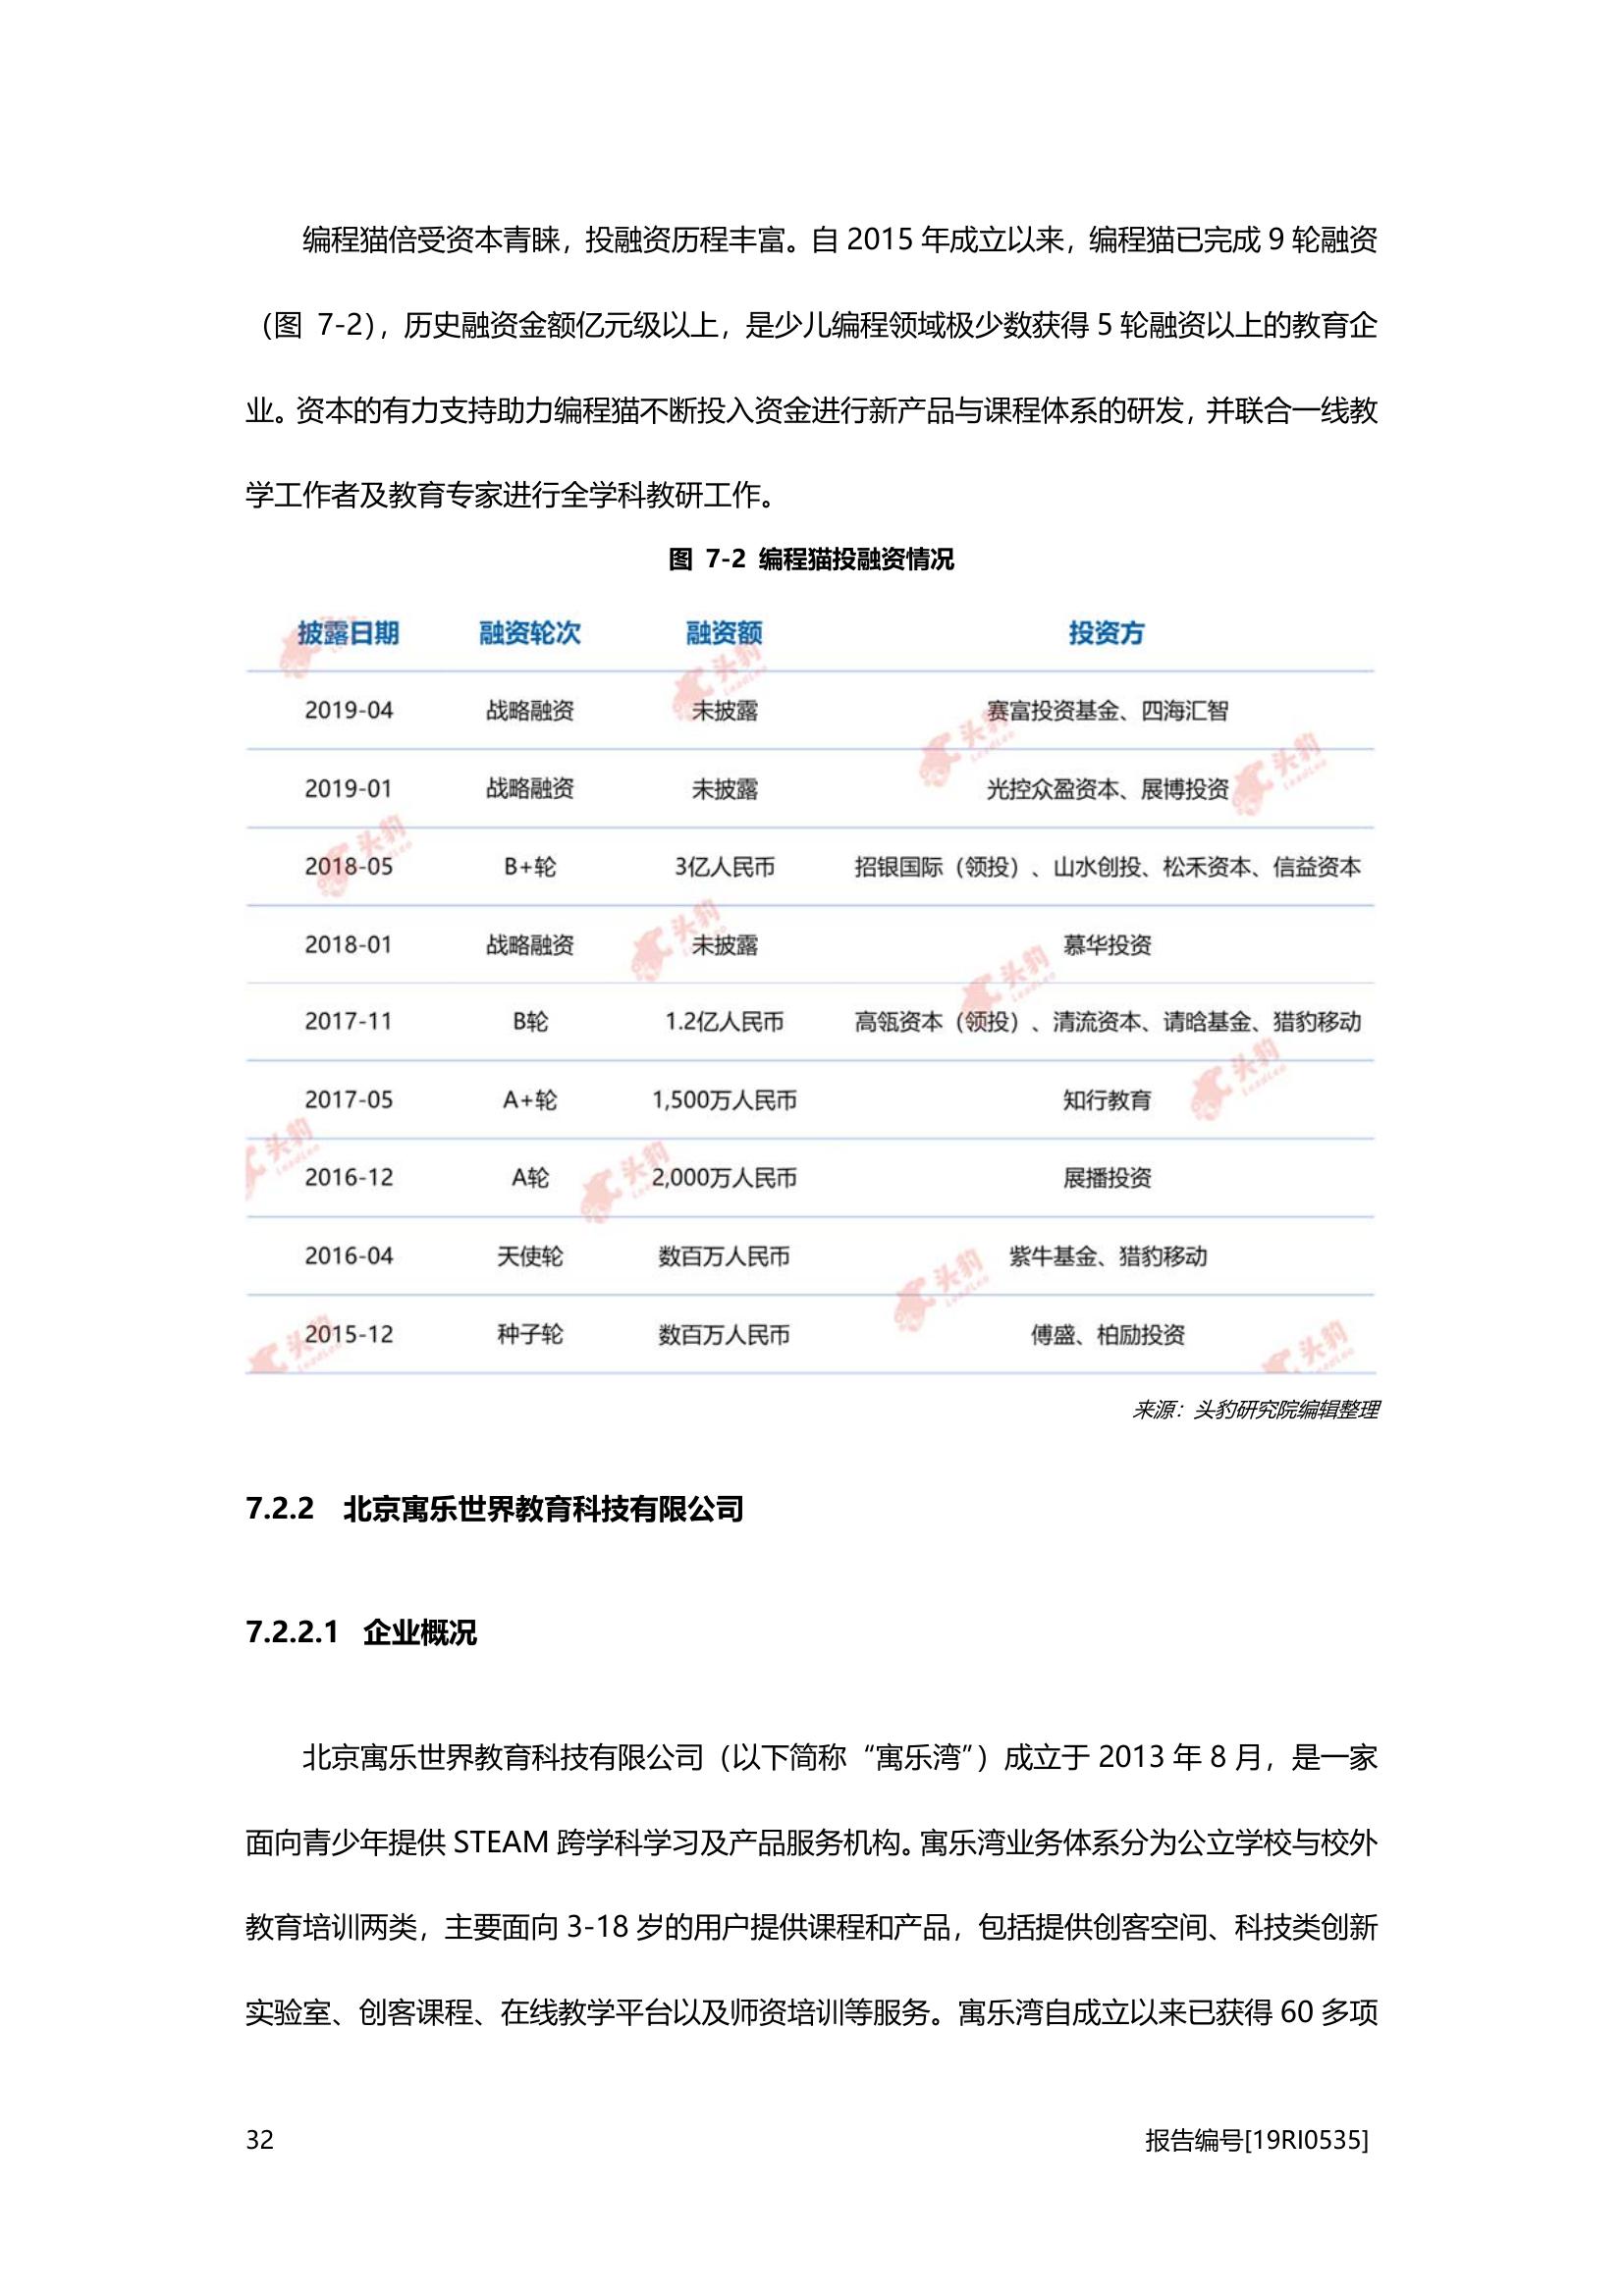 编程猫倍受资本青睐，投融资历程丰富。自 2015 年成立以来，编程猫已完成 9 轮融资
（图 7-2），历史融资金额亿元级以上，是少儿编程领域极少数获得 5 轮融资以上的教育企
业。资本的有力支持助力编程猫不断投入资金进行新产品与课程体系的研发，并联合一线教
学工作者及教育专家进行全学科教研工作。
图 7-2 编程猫投融资情况
披露日期 融资轮次 融资额 投资方
2019-04 战略融资 未披露 赛富投资基金、四海汇智
2019-01 战略融资 未披露 光控众盈资本、展博投资
2018-05 B+轮 3亿人民币 招银国际（领投）、山水创投、松禾资本、信益资本
2018-01 战略融资 未披露 慕华投资
2017-11 B轮 1.2亿人民币 高瓴资本（领投）、清流资本、请晗基金、猎豹移动
2017-05 A+轮 1,500万人民币 知行教育
2016-12 A轮 2,000万人民币 展播投资
2016-04 天使轮 数百万人民币 紫牛基金、猎豹移动
2015-12 种子轮 数百万人民币 傅盛、柏励投资
来源：头豹研究院编辑整理
7.2.2 北京寓乐世界教育科技有限公司
7.2.2.1 企业概况
北京寓乐世界教育科技有限公司（以下简称“寓乐湾”）成立于 2013 年 8 月，是一家
面向青少年提供 STEAM 跨学科学习及产品服务机构。寓乐湾业务体系分为公立学校与校外
教育培训两类，主要面向 3-18 岁的用户提供课程和产品，包括提供创客空间、科技类创新
实验室、创客课程、在线教学平台以及师资培训等服务。寓乐湾自成立以来已获得 60 多项
32 报告编号[19RI0535]